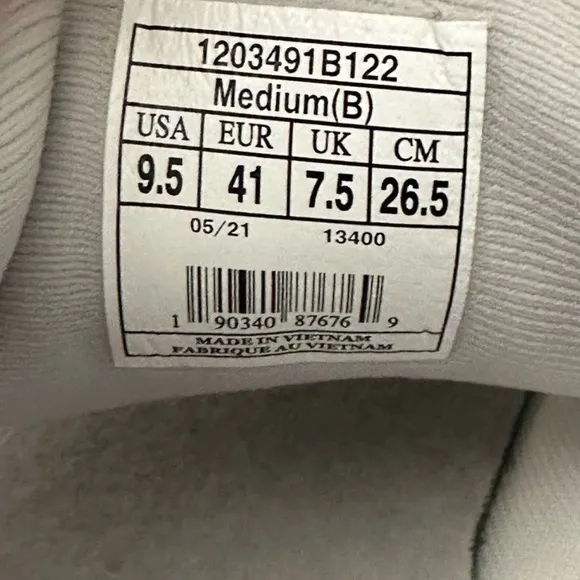 1203491B122
Medium(B)
USA EUR UK CM
9.5 41 7.5 26.5
05/21 13400
1 90340 87676 9
MADE IN VIETNAM
FABRIQUE AU VIETNAM